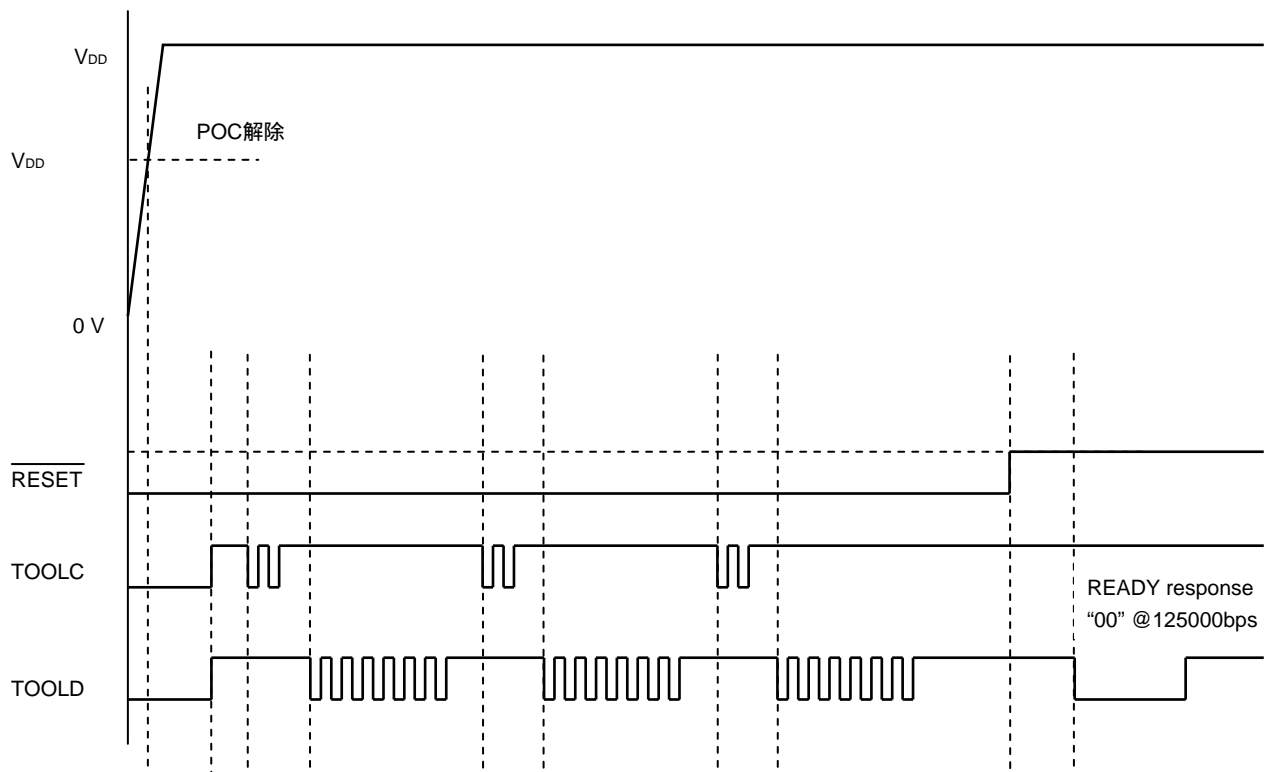 VDD
POC解除
VDD
0 V
RESET
TOOLC
READY response
“00” @125000bps
TOOLD